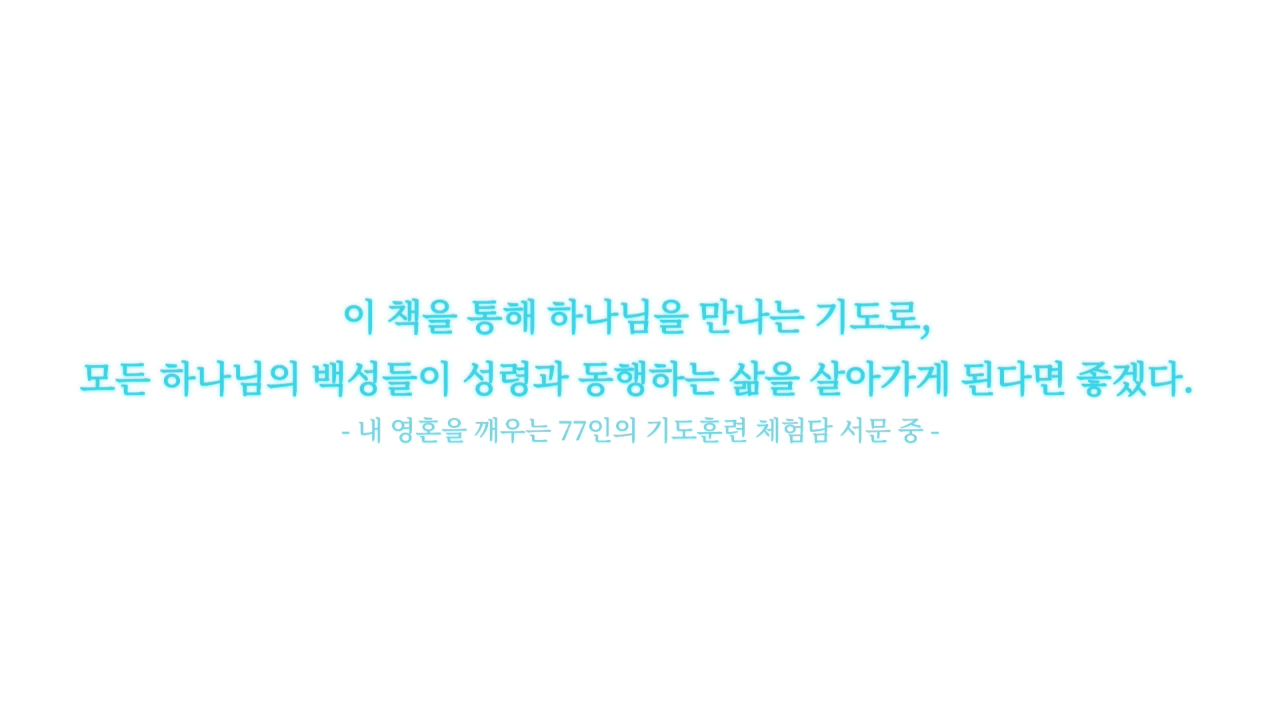 이 책을 통해 하나님을 만나는 기도로,
모든 하나님의 백성들이 성령과 동행하는 삶을 살아가게 된다면 좋겠다.
- 내 영혼을 깨우는 77인의 기도훈련 체험담 서문 중 -